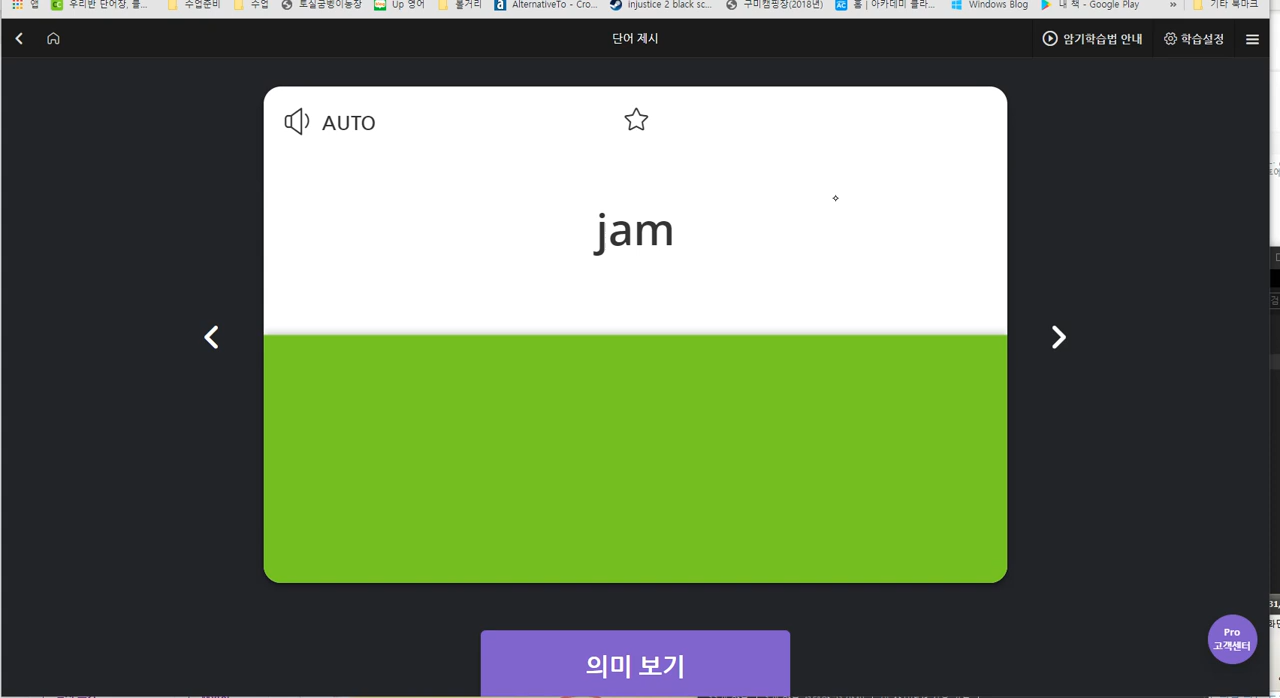 앱 우리반 단어장, 클... 수업준비 수업 토실금붕이농장 Up 영어 볼거리 AlternativeTo - Cro... injustice 2 black sc... 구미캠핑장(2018년) 홈 | 아카데미 클라... Windows Blog 내 책 - Google Play » 기타 북마크
단어 제시 암기학습법 안내 학습설정
AUTO
jam
의미 보기
Pro
고객센터